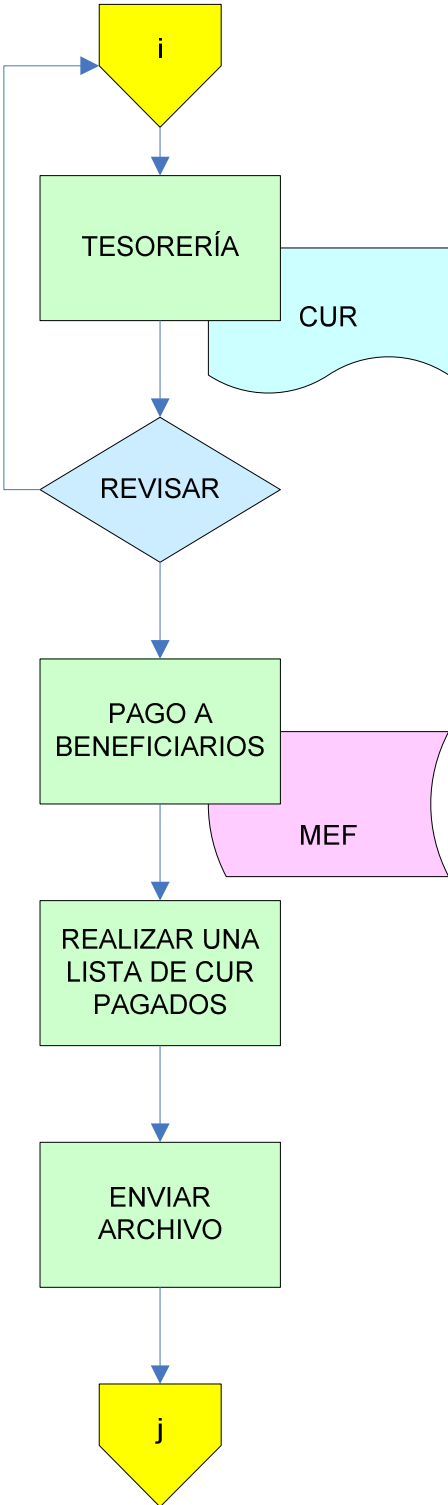 i
TESORERÍA
CUR
REVISAR
PAGO A
BENEFICIARIOS
MEF
REALIZAR UNA
LISTA DE CUR
PAGADOS
ENVIAR
ARCHIVO
j